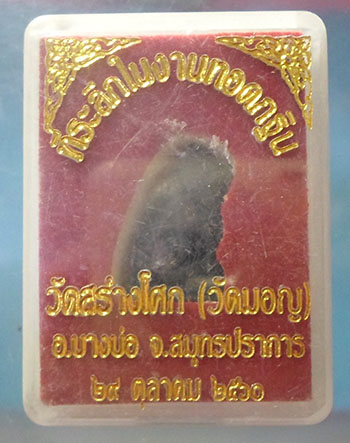 ที่ระลึกในงานทอดกฐิน
วัดสร่างโศก (วัดมอญ)
อ.บางบ่อ จ.สมุทรปราการ
๒๙ ตุลาคม ๒๕๖๐